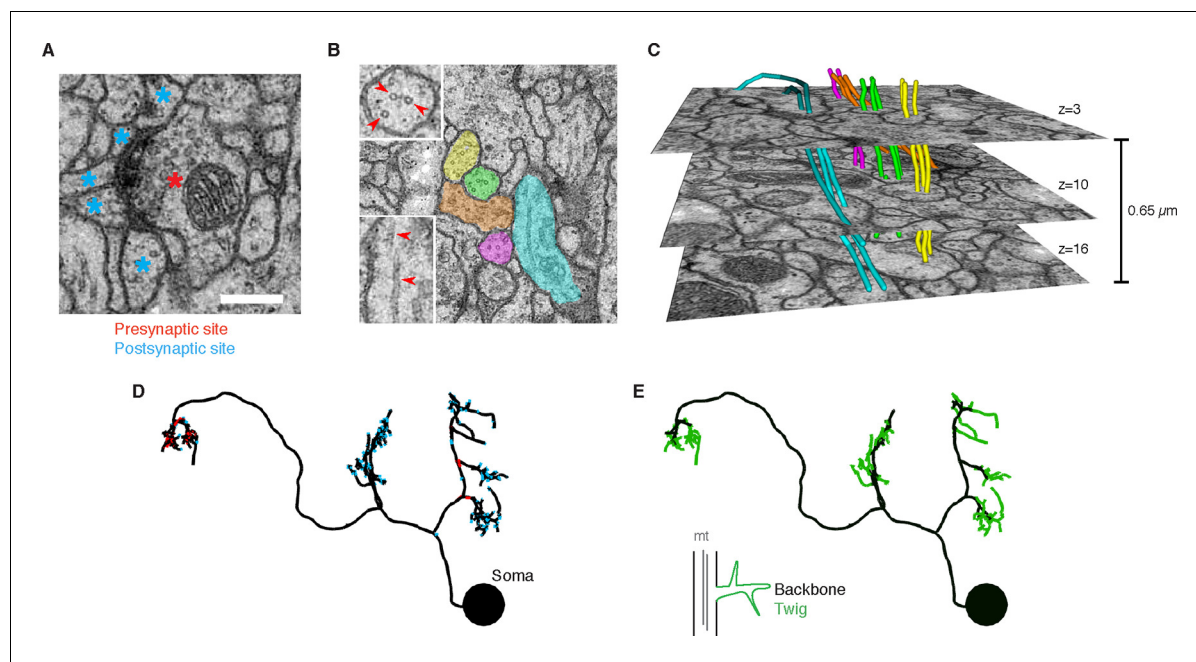 A
B
C
z=3
z=10
0.65 µm
z=16
Presynaptic site
Postsynaptic site
D
E
mt
Soma
Backbone
Twig